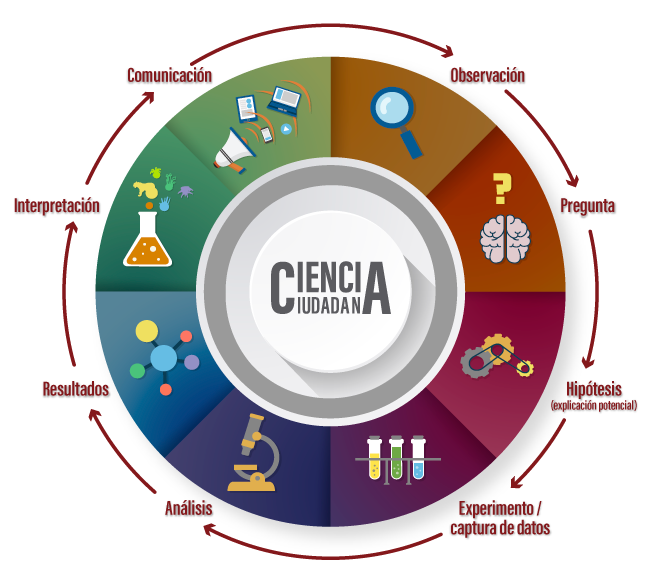 Comunicación
Observación
Interpretación
?
Pregunta
CIENCIA
CIUDADANA
Resultados
Hipótesis
(explicación potencial)
Análisis
Experimento /
captura de datos